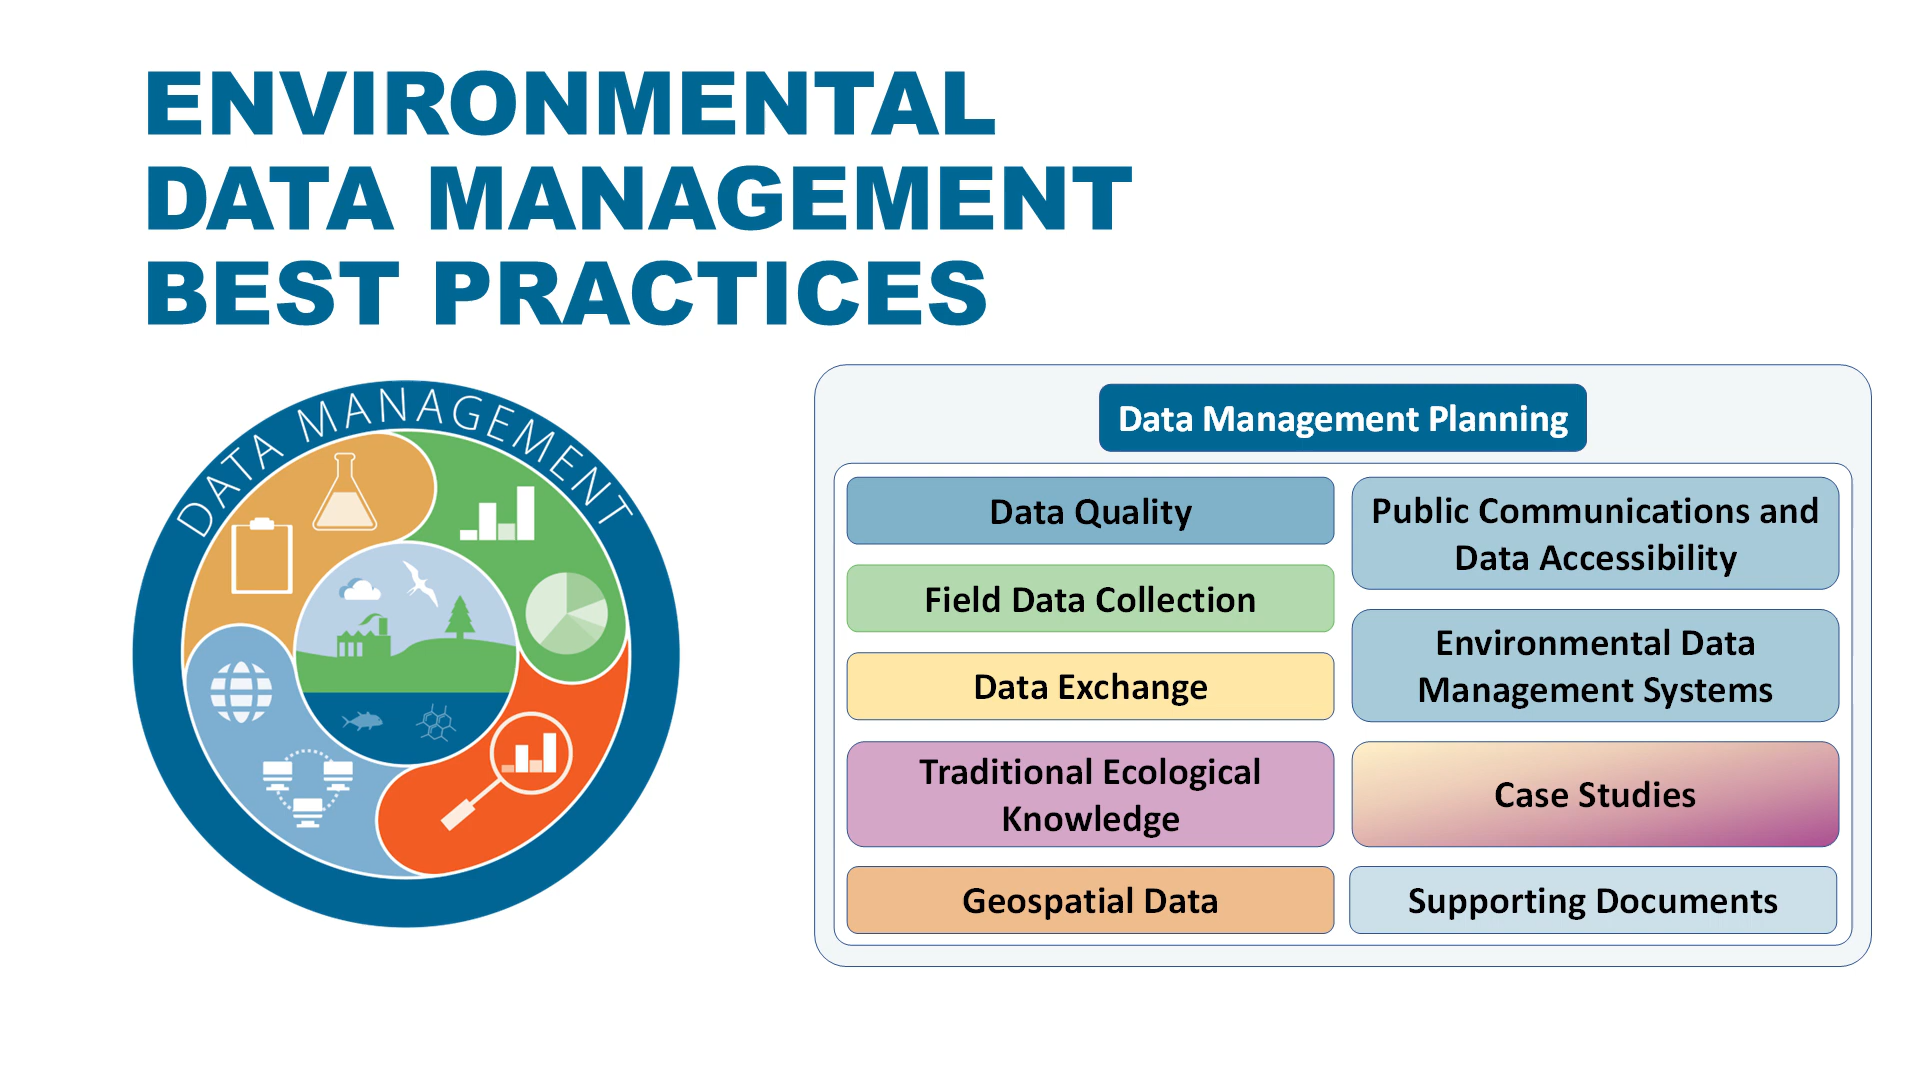 ENVIRONMENTAL
DATA MANAGEMENT
BEST PRACTICES
DATA MANAGEMENT
Data Management Planning
Data Quality
Field Data Collection
Data Exchange
Traditional Ecological
Knowledge
Geospatial Data
Public Communications and
Data Accessibility
Environmental Data
Management Systems
Case Studies
Supporting Documents